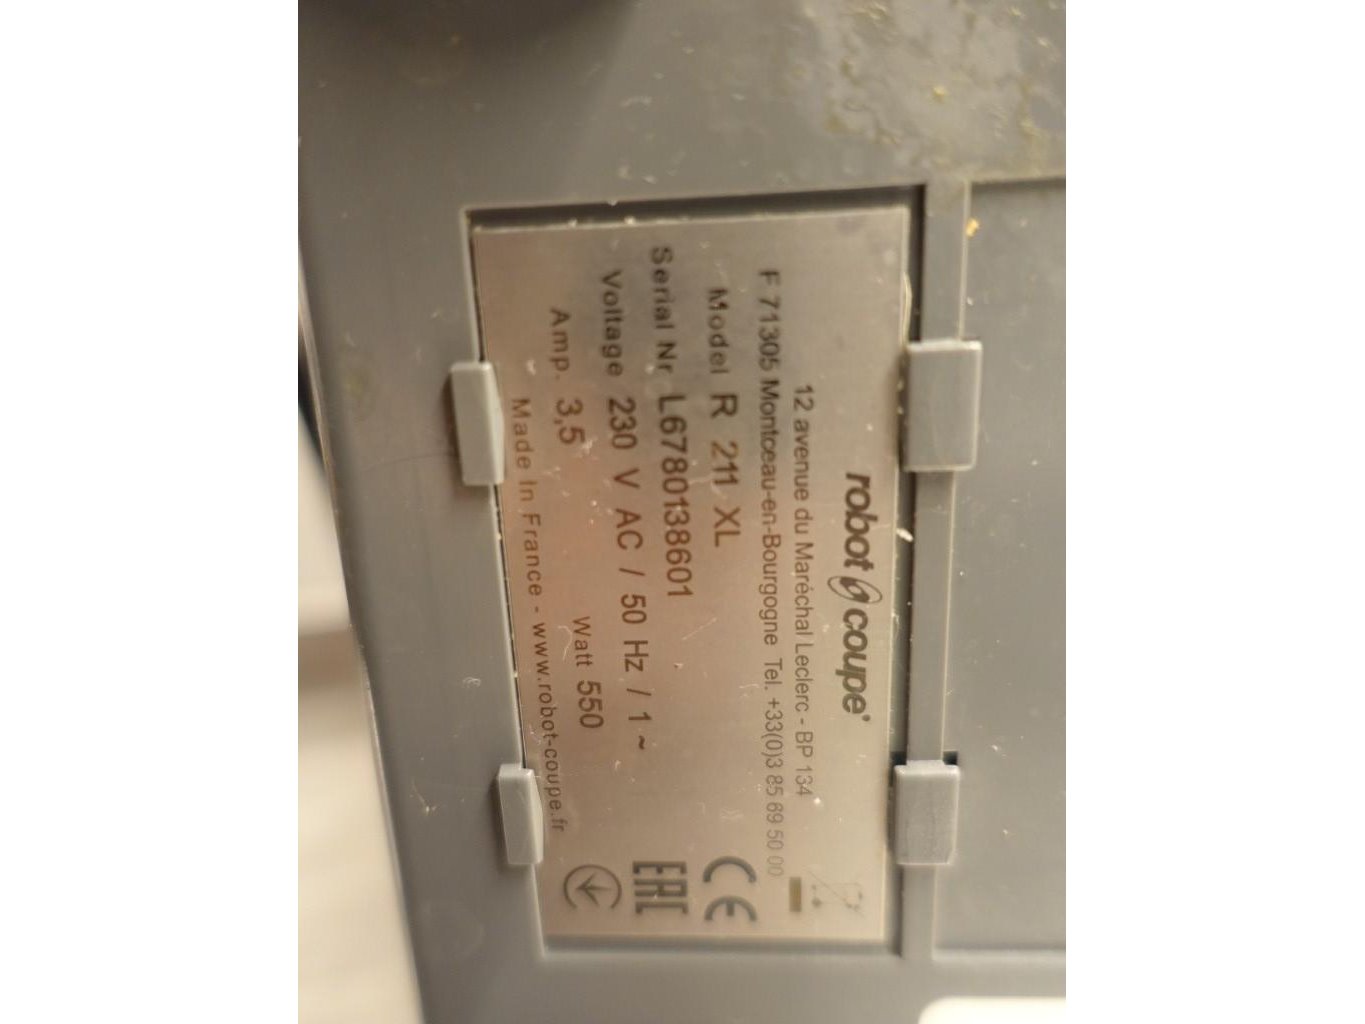 robot coupe®
12 avenue du Maréchal Leclerc - BP 134
F 71305 Montceau-en-Bourgogne Tel. +33(0)3 85 69 50 00
Model R 211 XL
Serial Nr L6780138601
Voltage 230 V AC / 50 Hz / 1 ~
Amp. 3,5 Watt 550
Made In France - www.robot-coupe.fr
CE
EAC